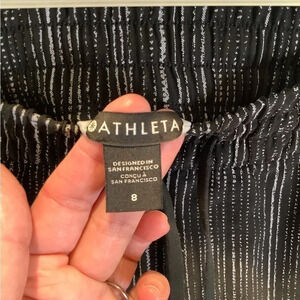 ATHLETA
DESIGNED IN
SAN FRANCISCO
CONÇU À
SAN FRANCISCO
8